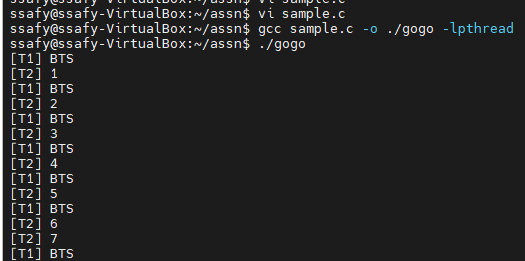 ssafy@ssafy-VirtualBox:~/assn$ vi sample.c
ssafy@ssafy-VirtualBox:~/assn$ vi sample.c
ssafy@ssafy-VirtualBox:~/assn$ gcc sample.c -o ./gogo -lpthread
ssafy@ssafy-VirtualBox:~/assn$ ./gogo
[T1] BTS
[T2] 1
[T1] BTS
[T2] 2
[T1] BTS
[T2] 3
[T1] BTS
[T2] 4
[T1] BTS
[T2] 5
[T1] BTS
[T2] 6
[T2] 7
[T1] BTS